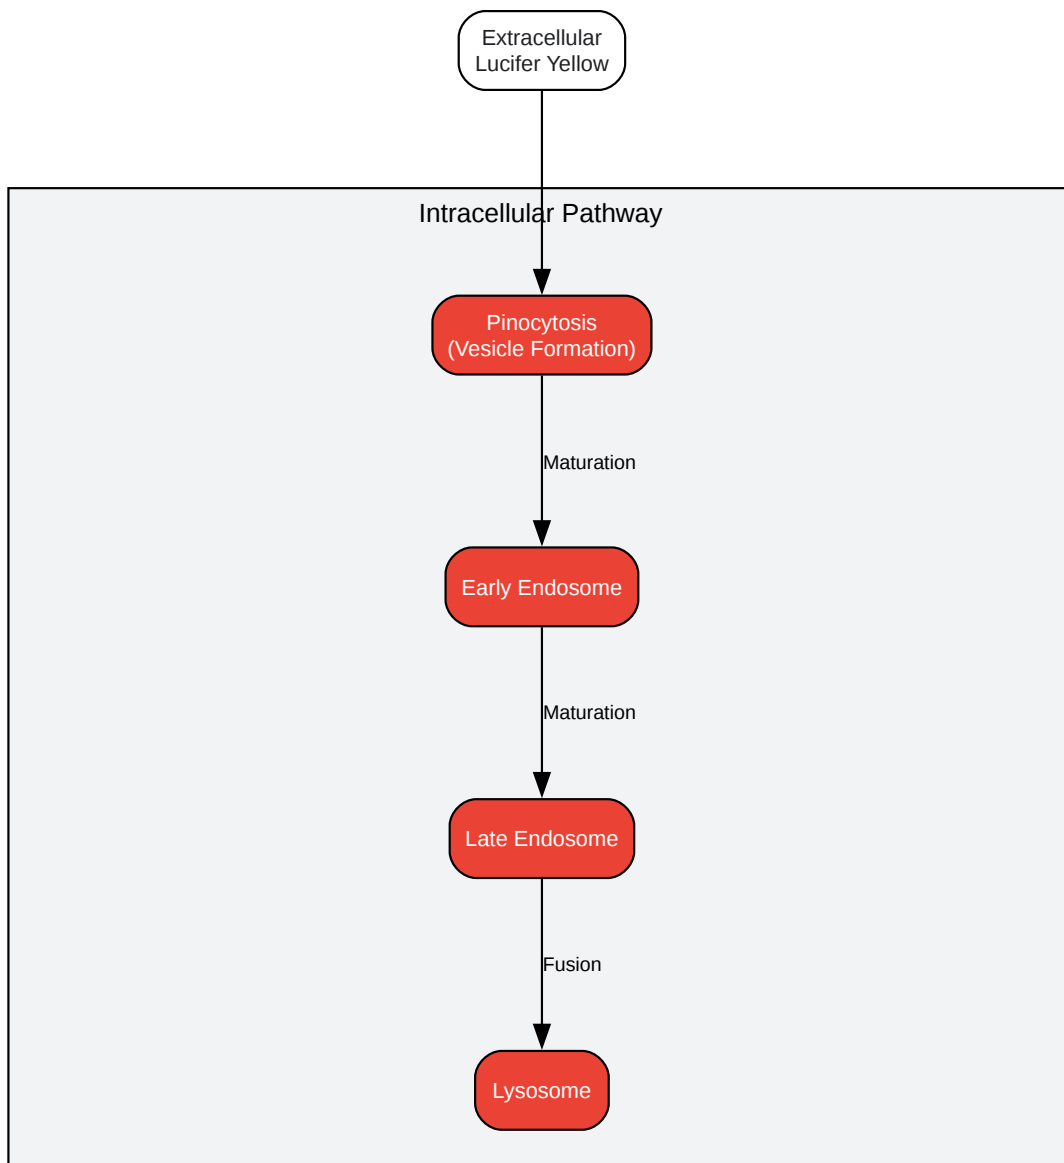 Extracellular
Lucifer Yellow
Intracellular Pathway
Pinocytosis
(Vesicle Formation)
Maturation
Early Endosome
Maturation
Late Endosome
Fusion
Lysosome